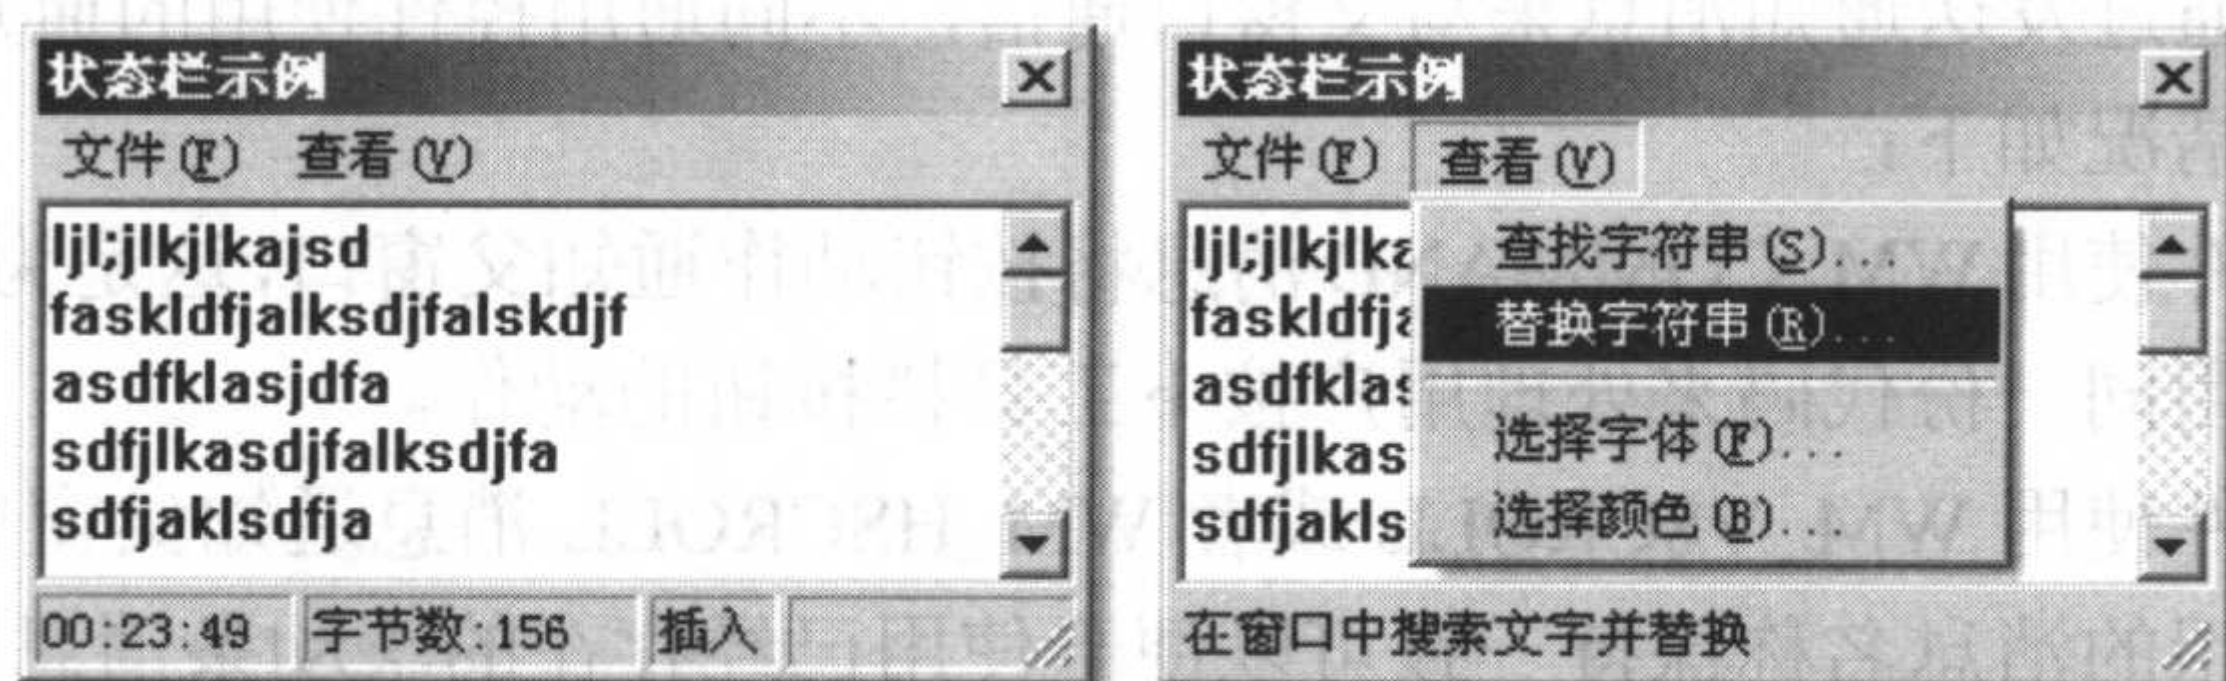 状态栏示例
文件(F) 查看(V)
ljl;jlkjlkajsd
faskldfjalksdjfalskdjf
asdfklasjdfa
sdfjlkasdjfalksdjfa
sdfjaklsdfja
00:23:49 字节数:156 插入
状态栏示例
文件(F) 查看(V)
ljl;jlkjlka
faskldfja
asdfklas
sdfjlkas
sdfjakls
查找字符串(S)...
替换字符串(R)...
选择字体(F)...
选择颜色(B)...
在窗口中搜索文字并替换